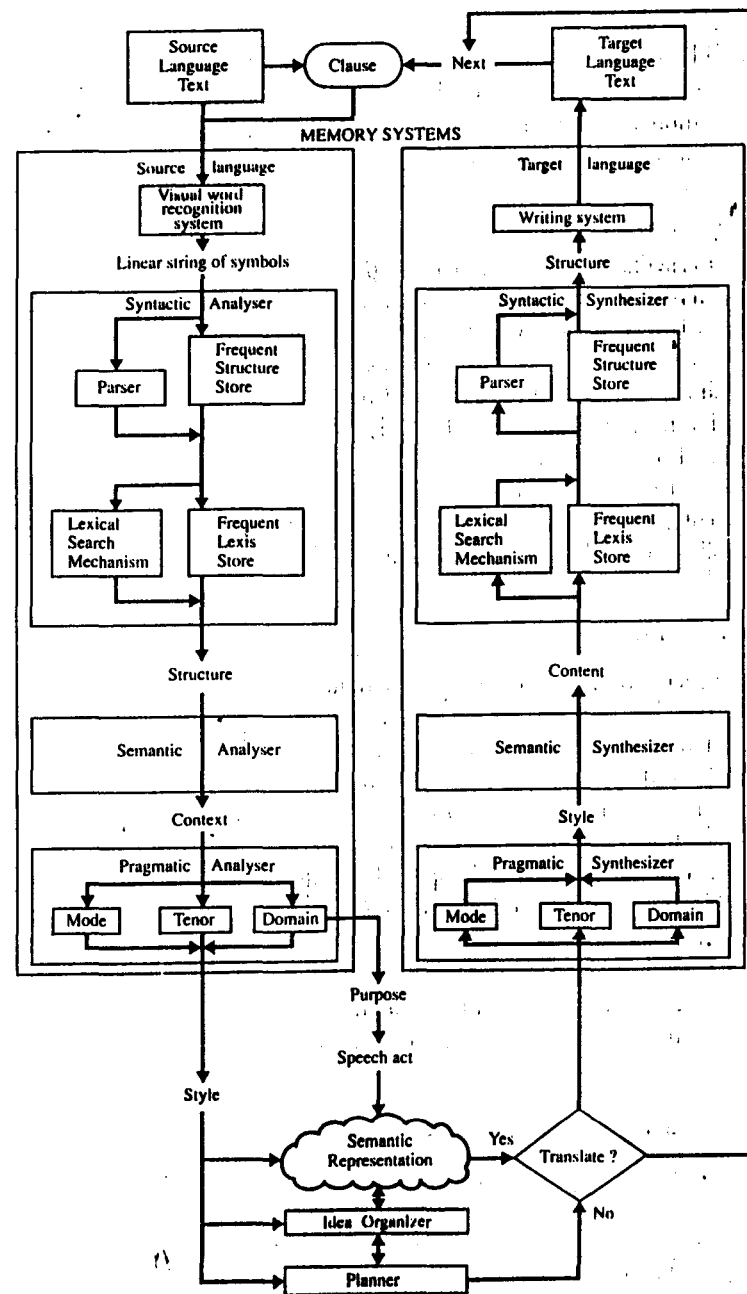 Source
Language
Text
Clause
Next
Target
Language
Text
MEMORY SYSTEMS
Source language
Visual word
recognition
system
Linear string of symbols
Syntactic Analyser
Parser
Frequent
Structure
Store
Lexical
Search
Mechanism
Frequent
Lexis
Store
Structure
Semantic Analyser
Context
Pragmatic Analyser
Mode
Tenor
Domain
Style
Purpose
Speech act
Semantic
Representation
Idea Organizer
Planner
Target language
Writing system
Structure
Syntactic Synthesizer
Parser
Frequent
Structure
Store
Lexical
Search
Mechanism
Frequent
Lexis
Store
Content
Semantic Synthesizer
Style
Pragmatic Synthesizer
Mode
Tenor
Domain
Yes
Translate ?
No